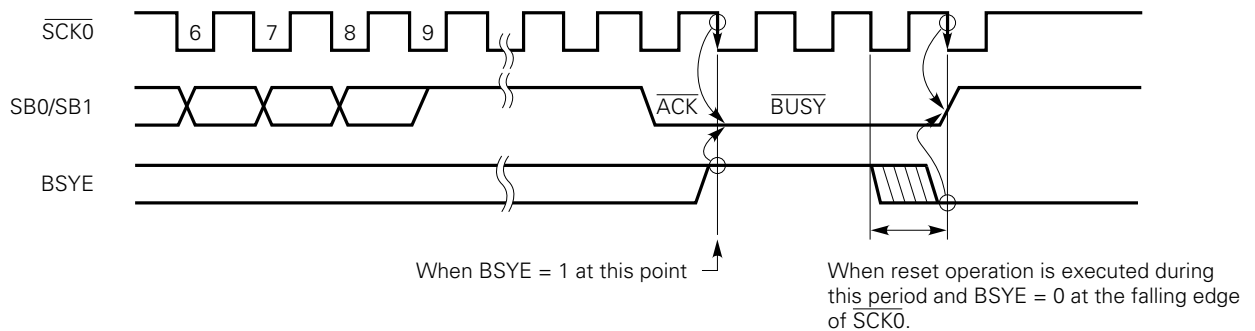 SCK0
6 7 8 9
SB0/SB1
ACK BUSY
BSYE
When BSYE = 1 at this point
When reset operation is executed during
this period and BSYE = 0 at the falling edge
of SCK0.